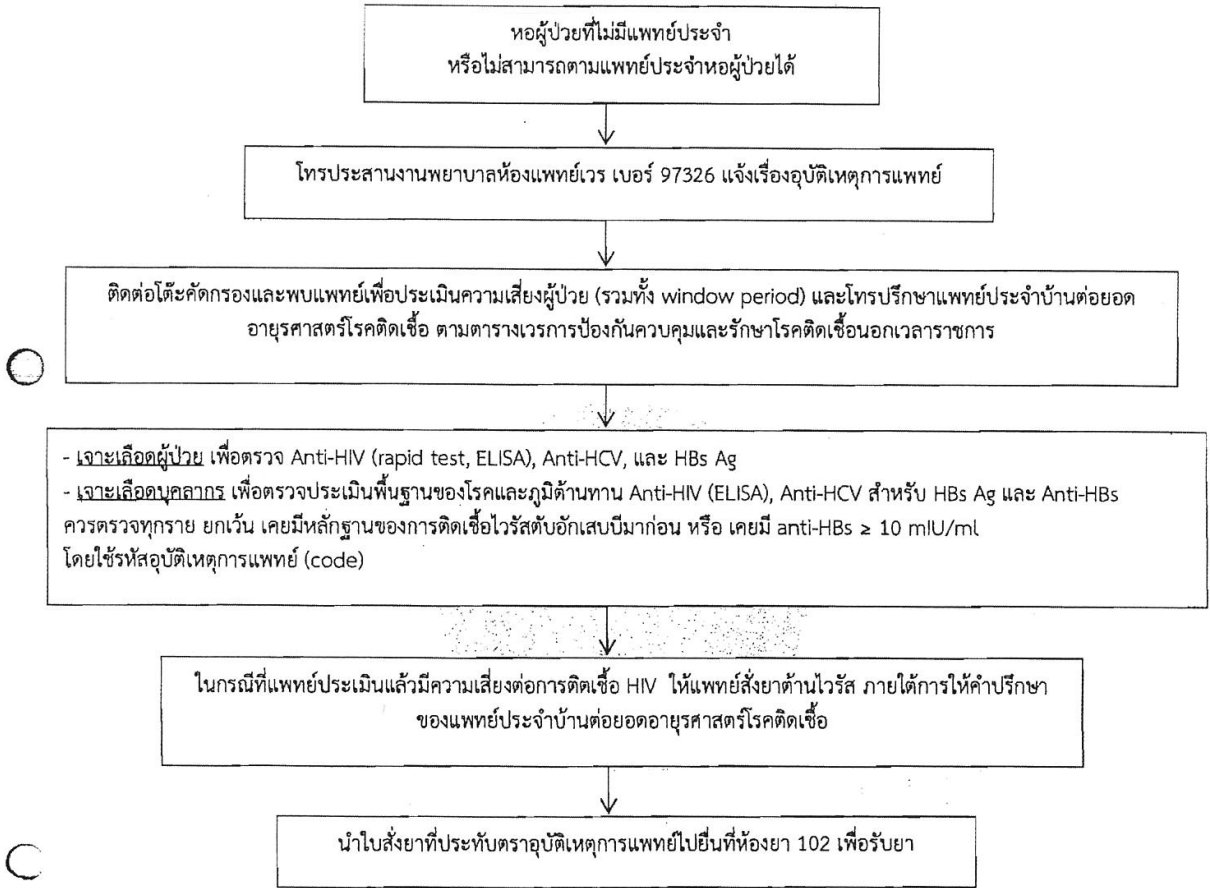 หอผู้ป่วยที่ไม่มีแพทย์ประจำ
หรือไม่สามารถตามแพทย์ประจำหอผู้ป่วยได้
โทรประสานงานพยาบาลห้องแพทย์เวร เบอร์ 97326 แจ้งเรื่องอุบัติเหตุการแพทย์
ติดต่อโต๊ะคัดกรองและพบแพทย์เพื่อประเมินความเสี่ยงผู้ป่วย (รวมทั้ง window period) และโทรปรึกษาแพทย์ประจำบ้านต่อยอด
อายุรศาสตร์โรคติดเชื้อ ตามตารางเวรการป้องกันควบคุมและรักษาโรคติดเชื้อนอกเวลาราชการ
- เจาะเลือดผู้ป่วย เพื่อตรวจ Anti-HIV (rapid test, ELISA), Anti-HCV, และ HBs Ag
- เจาะเลือดบุคลากร เพื่อตรวจประเมินพื้นฐานของโรคและภูมิต้านทาน Anti-HIV (ELISA), Anti-HCV สำหรับ HBs Ag และ Anti-HBs
ควรตรวจทุกราย ยกเว้น เคยมีหลักฐานของการติดเชื้อไวรัสตับอักเสบบีมาก่อน หรือ เคยมี anti-HBs ≥ 10 mIU/ml
โดยใช้รหัสอุบัติเหตุการแพทย์ (code)
ในกรณีที่แพทย์ประเมินแล้วมีความเสี่ยงต่อการติดเชื้อ HIV ให้แพทย์สั่งยาต้านไวรัส ภายใต้การให้คำปรึกษา
ของแพทย์ประจำบ้านต่อยอดอายุรศาสตร์โรคติดเชื้อ
นำใบสั่งยาที่ประทับตราอุบัติเหตุการแพทย์ไปยื่นที่ห้องยา 102 เพื่อรับยา